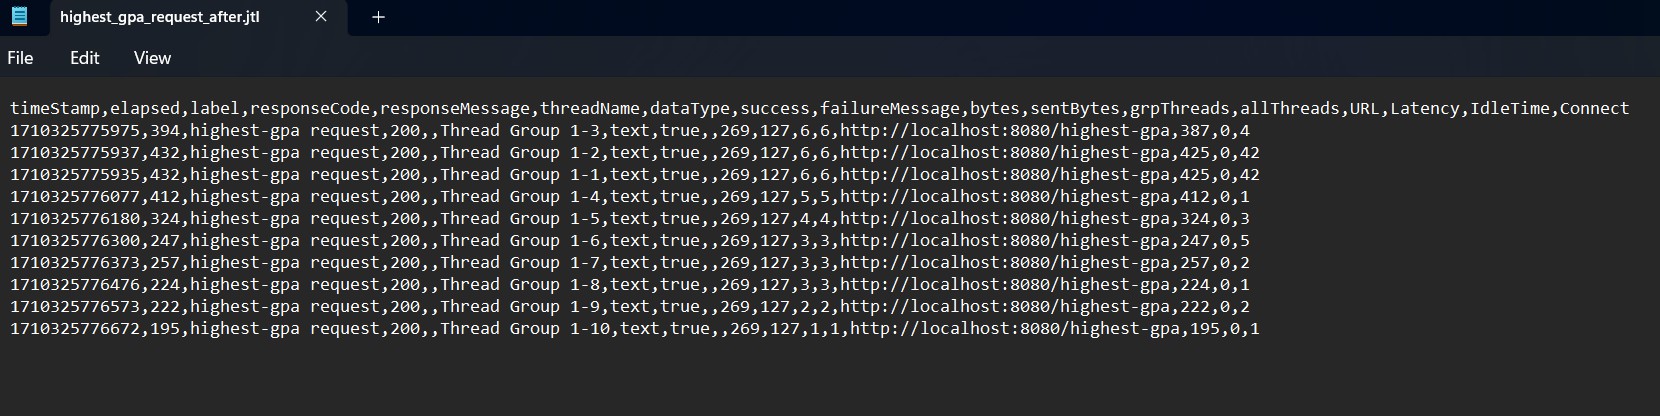 highest_gpa_request_after.jtl
File Edit View
timeStamp,elapsed,label,responseCode,responseMessage,threadName,dataType,success,failureMessage,bytes,sentBytes,grpThreads,allThreads,URL,Latency,IdleTime,Connect
1710325775975,394,highest-gpa request,200,,Thread Group 1-3,text,true,,269,127,6,6,http://localhost:8080/highest-gpa,387,0,4
1710325775937,432,highest-gpa request,200,,Thread Group 1-2,text,true,,269,127,6,6,http://localhost:8080/highest-gpa,425,0,42
1710325775935,432,highest-gpa request,200,,Thread Group 1-1,text,true,,269,127,6,6,http://localhost:8080/highest-gpa,425,0,42
1710325776077,412,highest-gpa request,200,,Thread Group 1-4,text,true,,269,127,5,5,http://localhost:8080/highest-gpa,412,0,1
1710325776180,324,highest-gpa request,200,,Thread Group 1-5,text,true,,269,127,4,4,http://localhost:8080/highest-gpa,324,0,3
1710325776300,247,highest-gpa request,200,,Thread Group 1-6,text,true,,269,127,3,3,http://localhost:8080/highest-gpa,247,0,5
1710325776373,257,highest-gpa request,200,,Thread Group 1-7,text,true,,269,127,3,3,http://localhost:8080/highest-gpa,257,0,2
1710325776476,224,highest-gpa request,200,,Thread Group 1-8,text,true,,269,127,3,3,http://localhost:8080/highest-gpa,224,0,1
1710325776573,222,highest-gpa request,200,,Thread Group 1-9,text,true,,269,127,2,2,http://localhost:8080/highest-gpa,222,0,2
1710325776672,195,highest-gpa request,200,,Thread Group 1-10,text,true,,269,127,1,1,http://localhost:8080/highest-gpa,195,0,1